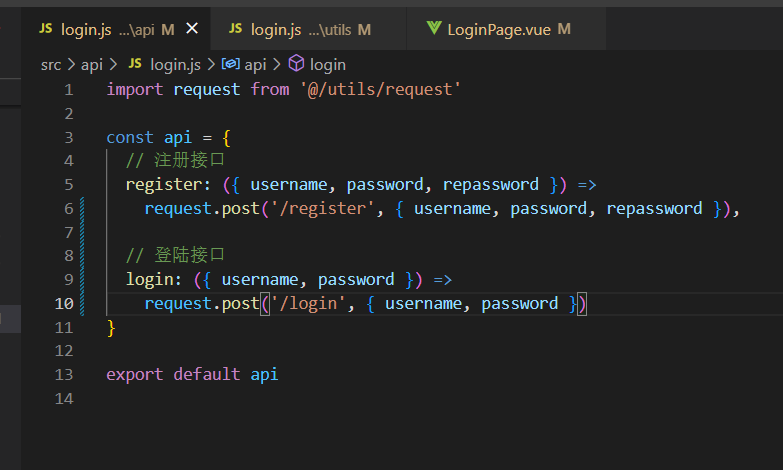 JS login.js ...\api M × JS login.js ...\utils M LoginPage.vue M
src > api > JS login.js > api > login
1 import request from '@/utils/request'
2
3 const api = {
4 // 注册接口
5 register: ({ username, password, repassword }) =>
6 request.post('/register', { username, password, repassword }),
7
8 // 登陆接口
9 login: ({ username, password }) =>
10 request.post('/login', { username, password })
11 }
12
13 export default api
14